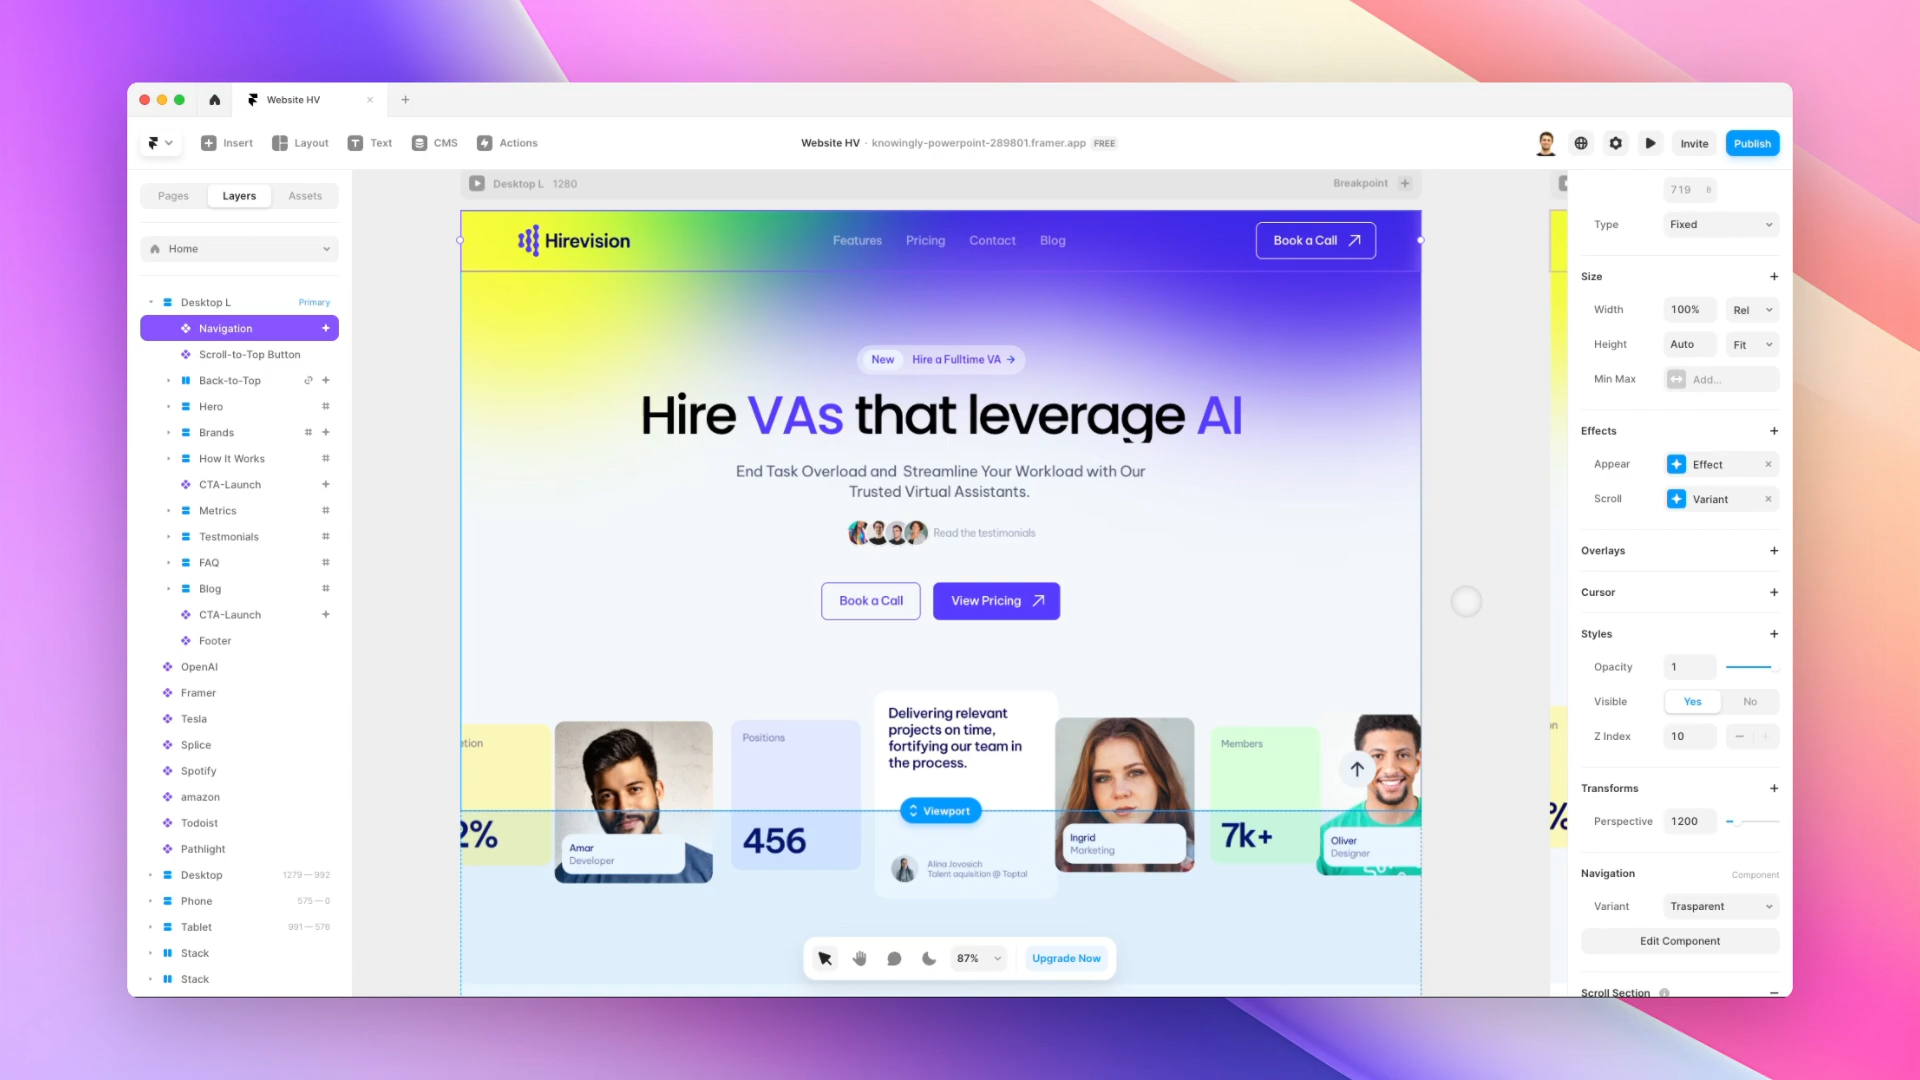 Website HV
Insert
Layout
Text
CMS
Actions
Website HV · knowingly-powerpoint-289801.framer.app FREE
Invite
Publish
Pages
Layers
Assets
Home
Desktop L Primary
Navigation
Scroll-to-Top Button
Back-to-Top
Hero
Brands
How It Works
CTA-Launch
Metrics
Testmonials
FAQ
Blog
CTA-Launch
Footer
OpenAI
Framer
Tesla
Splice
Spotify
amazon
Todoist
Pathlight
Desktop 1279 — 992
Phone 575 — 0
Tablet 991 — 576
Stack
Stack
Desktop L 1280
Breakpoint
Hirevision
Features
Pricing
Contact
Blog
Book a Call
New Hire a Fulltime VA →
Hire VAs that leverage AI
End Task Overload and Streamline Your Workload with Our
Trusted Virtual Assistants.
Read the testimonials
Book a Call
View Pricing
2%
Amar
Developer
Positions
456
Delivering relevant
projects on time,
fortifying our team in
the process.
Viewport
Alina Jovosich
Talent aquisition @ Toptal
Ingrid
Marketing
Members
7k+
Oliver
Designer
%
87%
Upgrade Now
719
Type Fixed
Size
Width 100% Rel
Height Auto Fit
Min Max Add...
Effects
Appear Effect
Scroll Variant
Overlays
Cursor
Styles
Opacity 1
Visible Yes No
Z Index 10
Transforms
Perspective 1200
Navigation Component
Variant Trasparent
Edit Component
Scroll Section